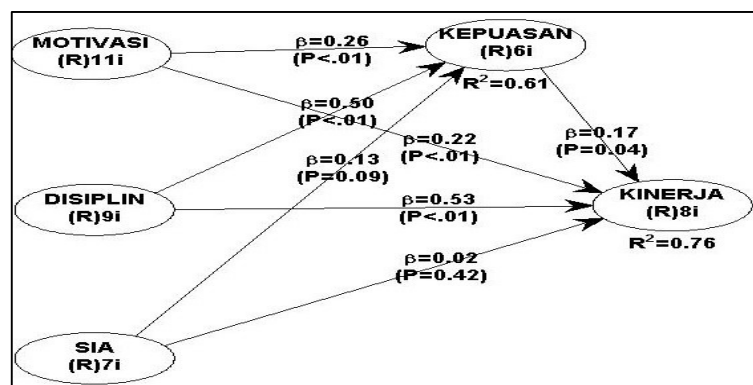 MOTIVASI
(R)11i
β=0.26
(P<.01)
KEPUASAN
(R)6i
R²=0.61
β=0.50
(P<.01)
β=0.22
(P<.01)
β=0.17
(P=0.04)
β=0.13
(P=0.09)
DISIPLIN
(R)9i
β=0.53
(P<.01)
KINERJA
(R)8i
R²=0.76
β=0.02
(P=0.42)
SIA
(R)7i